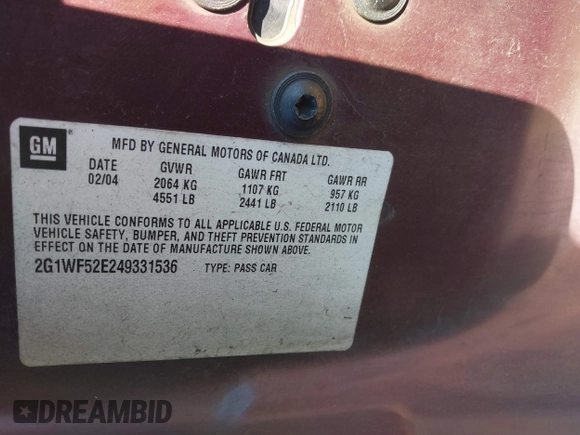 GM
MFD BY GENERAL MOTORS OF CANADA LTD.
DATE GVWR GAWR FRT GAWR RR
02/04 2064 KG 1107 KG 957 KG
4551 LB 2441 LB 2110 LB
THIS VEHICLE CONFORMS TO ALL APPLICABLE U.S. FEDERAL MOTOR
VEHICLE SAFETY, BUMPER, AND THEFT PREVENTION STANDARDS IN
EFFECT ON THE DATE OF MANUFACTURE SHOWN ABOVE.
2G1WF52E249331536 TYPE: PASS CAR
DREAMBID